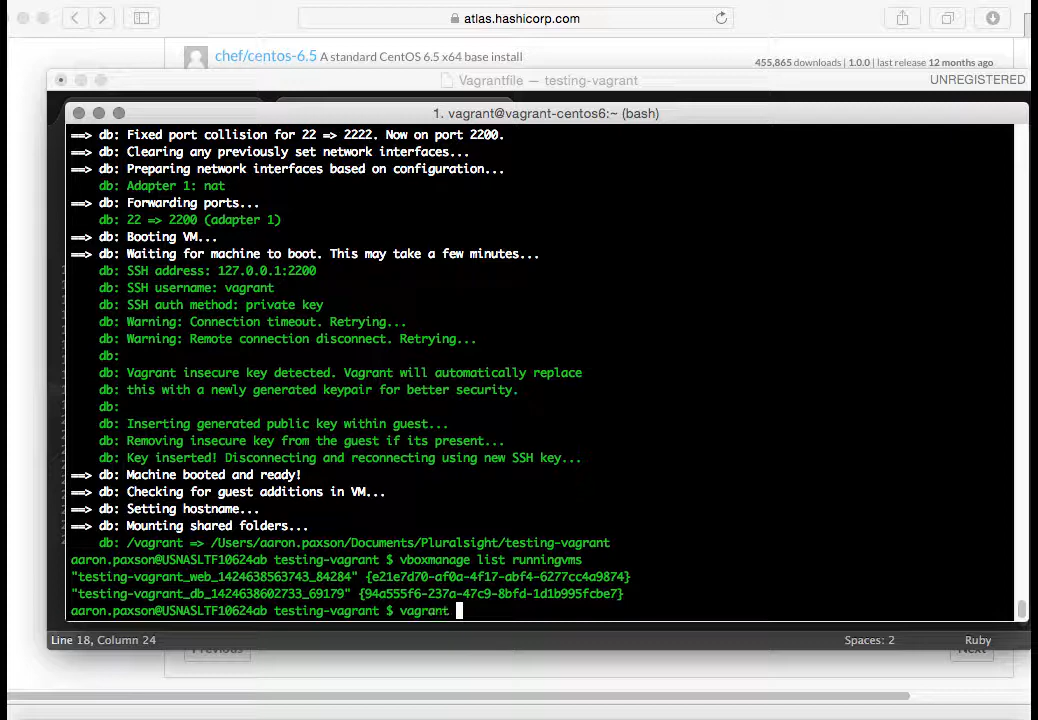 atlas.hashicorp.com
chef/centos-6.5 A standard CentOS 6.5 x64 base install
455,865 downloads | 1.0.0 | last release 12 months ago
Vagrantfile — testing-vagrant
UNREGISTERED
1. vagrant@vagrant-centos6:~ (bash)
==> db: Fixed port collision for 22 => 2222. Now on port 2200.
==> db: Clearing any previously set network interfaces...
==> db: Preparing network interfaces based on configuration...
db: Adapter 1: nat
==> db: Forwarding ports...
db: 22 => 2200 (adapter 1)
==> db: Booting VM...
==> db: Waiting for machine to boot. This may take a few minutes...
db: SSH address: 127.0.0.1:2200
db: SSH username: vagrant
db: SSH auth method: private key
db: Warning: Connection timeout. Retrying...
db: Warning: Remote connection disconnect. Retrying...
db:
db: Vagrant insecure key detected. Vagrant will automatically replace
db: this with a newly generated keypair for better security.
db:
db: Inserting generated public key within guest...
db: Removing insecure key from the guest if its present...
db: Key inserted! Disconnecting and reconnecting using new SSH key...
==> db: Machine booted and ready!
==> db: Checking for guest additions in VM...
==> db: Setting hostname...
==> db: Mounting shared folders...
db: /vagrant => /Users/aaron.paxson/Documents/Pluralsight/testing-vagrant
aaron.paxson@USNASLTF10624ab testing-vagrant $ vboxmanage list runningvms
"testing-vagrant_web_1424638563743_84284" {e21e7d70-af0a-4f17-abf4-6277cc4a9874}
"testing-vagrant_db_1424638602733_69179" {94a555f6-237a-47c9-8bfd-1d1b995fcbe7}
aaron.paxson@USNASLTF10624ab testing-vagrant $ vagrant
Line 18, Column 24
Spaces: 2
Ruby
Previous
Next